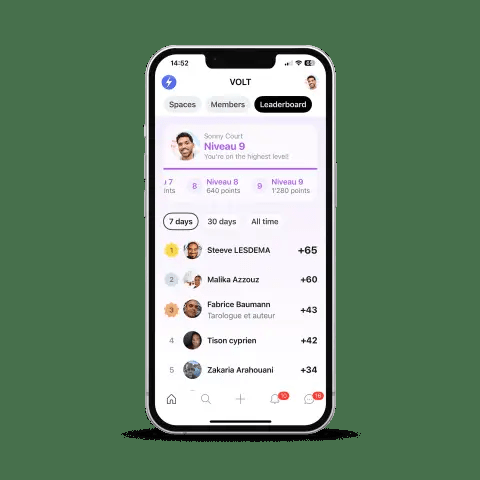 14:52
VOLT
Spaces
Members
Leaderboard
Sonny Court
Niveau 9
You're on the highest level!
8
Niveau 8
640 points
9
Niveau 9
1'280 points
7 days
30 days
All time
1
Steeve LESDEMA
+65
2
Malika Azzouz
+60
3
Fabrice Baumann
Tarologue et auteur
+43
4
Tison cyprien
+42
5
Zakaria Arahouani
+34
10